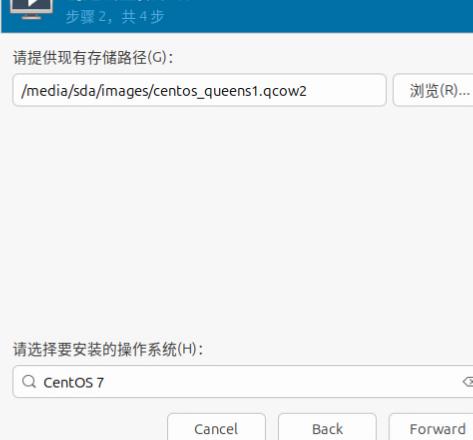 步骤 2，共 4 步
请提供现有存储路径(G)：
/media/sda/images/centos_queens1.qcow2
浏览(R)...
请选择要安装的操作系统(H)：
CentOS 7
Cancel
Back
Forward